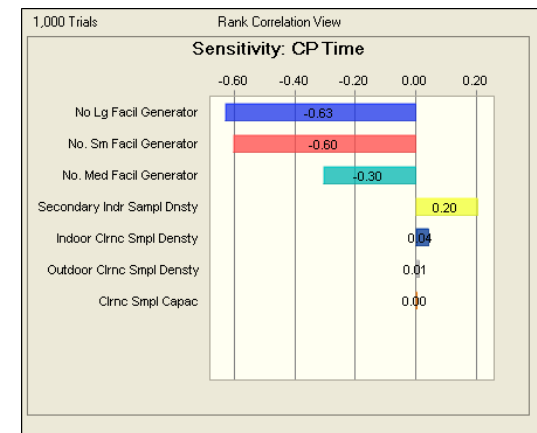 1,000 Trials Rank Correlation View
Sensitivity: CP Time
-0.60 -0.40 -0.20 0.00 0.20
No Lg Facil Generator -0.63
No. Sm Facil Generator -0.60
No. Med Facil Generator -0.30
Secondary Indr Sampl Dnsty 0.20
Indoor Clrnc Smpl Densty 0.04
Outdoor Clrnc Smpl Densty 0.01
Clrnc Smpl Capac 0.00